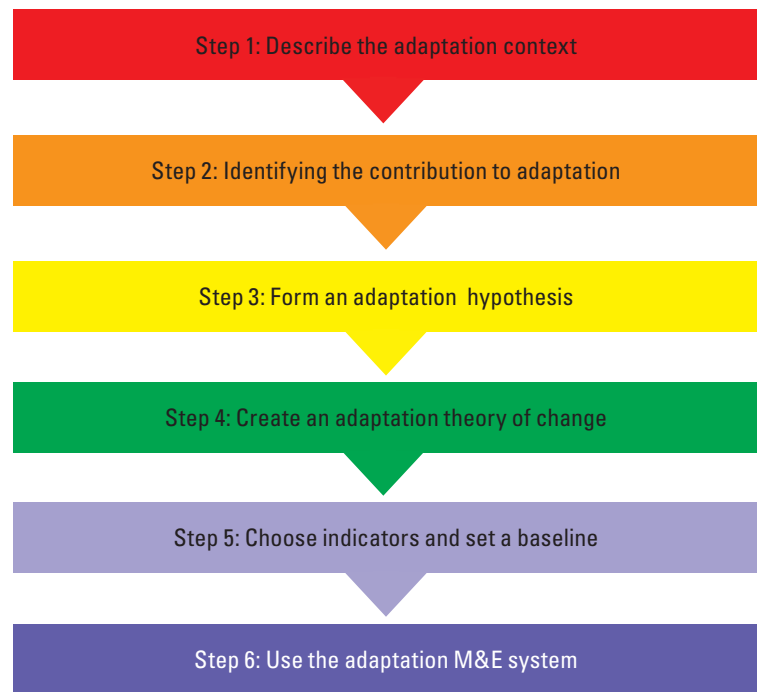 Step 1: Describe the adaptation context
Step 2: Identifying the contribution to adaptation
Step 3: Form an adaptation  hypothesis
Step 4: Create an adaptation theory of change
Step 5: Choose indicators and set a baseline
Step 6: Use the adaptation M&E system